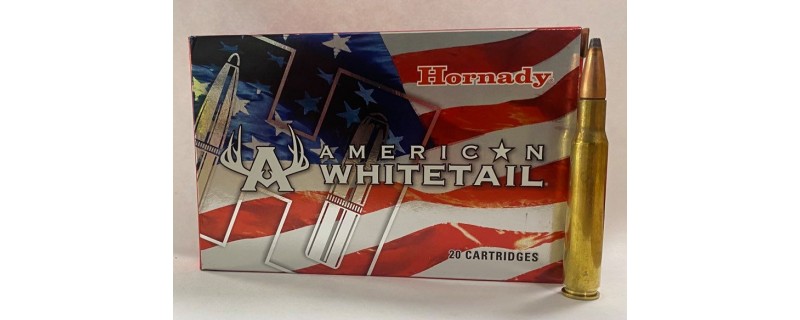 Hornady
AMERICAN
WHITETAIL
20 CARTRIDGES